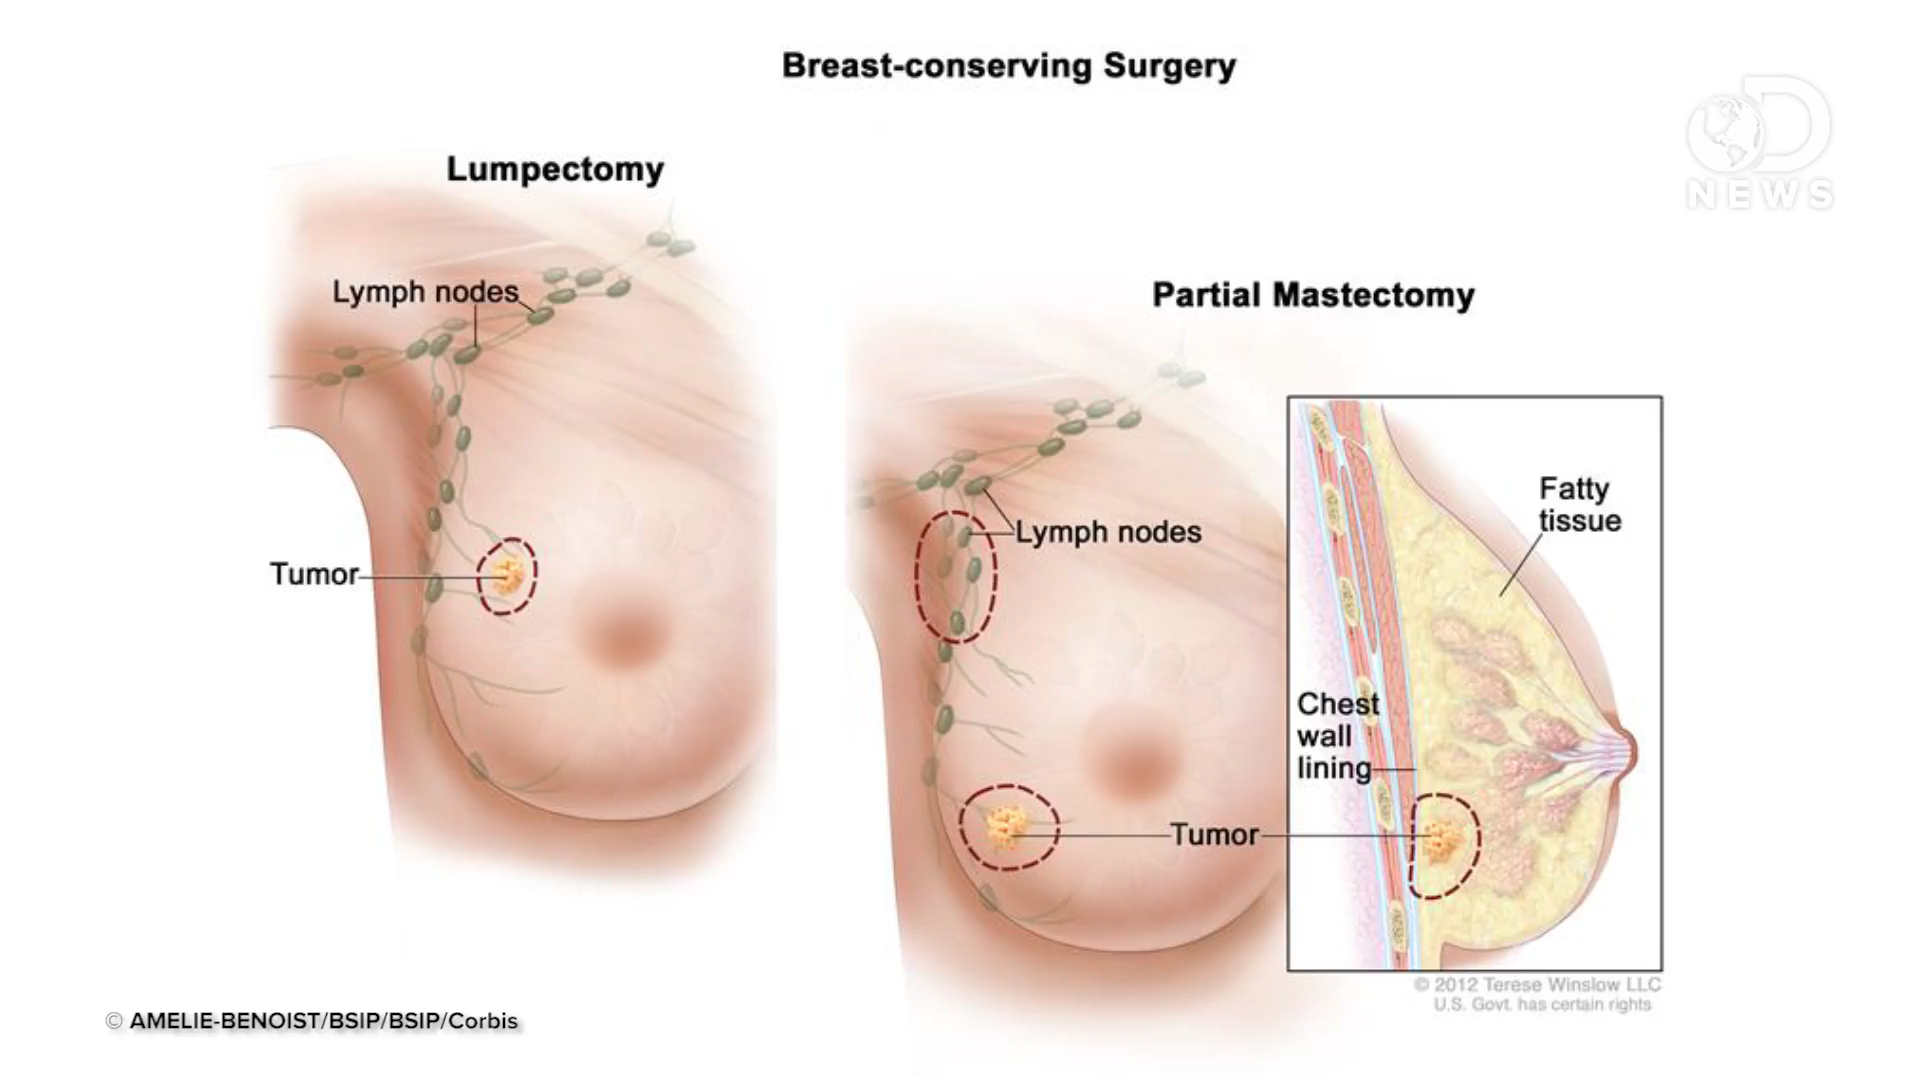 Breast-conserving Surgery
D
NEWS
Lumpectomy
Lymph nodes
Tumor
Partial Mastectomy
Lymph nodes
Tumor
Fatty
tissue
Chest
wall
lining
© 2012 Terese Winslow LLC
U.S. Govt. has certain rights
© AMELIE-BENOIST/BSIP/BSIP/Corbis